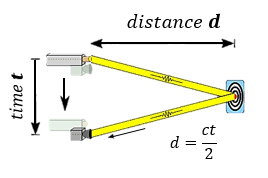 distance d
time t
d = ct/2